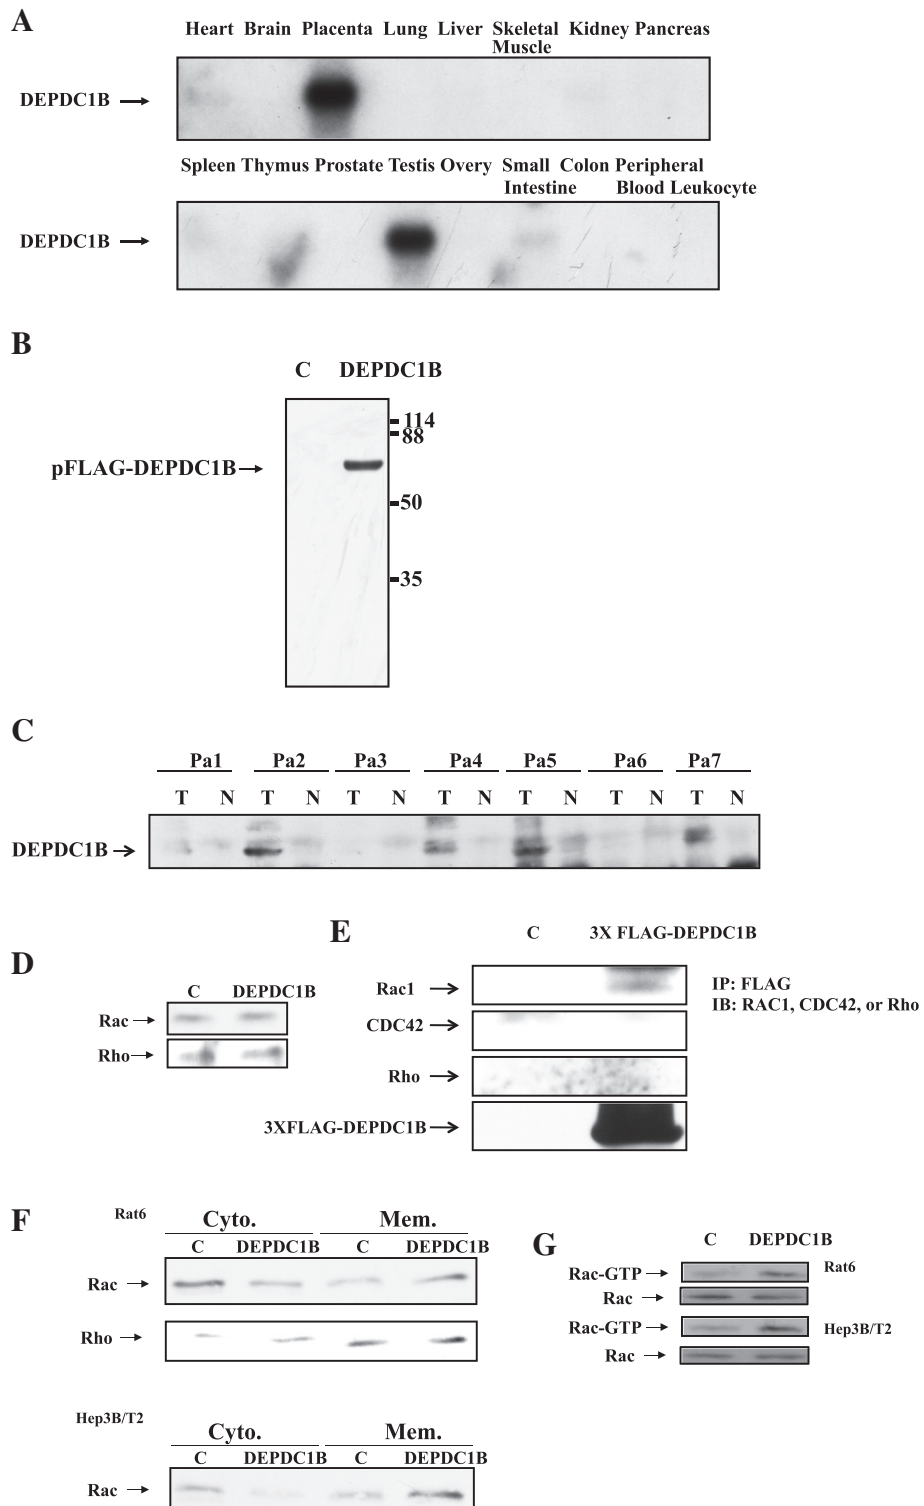 A
Heart Brain Placenta Lung Liver Skeletal Muscle Kidney Pancreas
DEPDC1B
Spleen Thymus Prostate Testis Overy Small Intestine Colon Peripheral Blood Leukocyte
DEPDC1B
B
C DEPDC1B
114
88
pFLAG-DEPDC1B
50
35
C
Pa1 Pa2 Pa3 Pa4 Pa5 Pa6 Pa7
T N T N T N T N T N T N T N
DEPDC1B
D
C DEPDC1B
Rac
Rho
E
C 3X FLAG-DEPDC1B
Rac1
IP: FLAG
IB: RAC1, CDC42, or Rho
CDC42
Rho
3XFLAG-DEPDC1B
F
Rat6
Cyto. Mem.
C DEPDC1B C DEPDC1B
Rac
Rho
Hep3B/T2
Cyto. Mem.
C DEPDC1B C DEPDC1B
Rac
G
C DEPDC1B
Rac-GTP Rat6
Rac
Rac-GTP Hep3B/T2
Rac